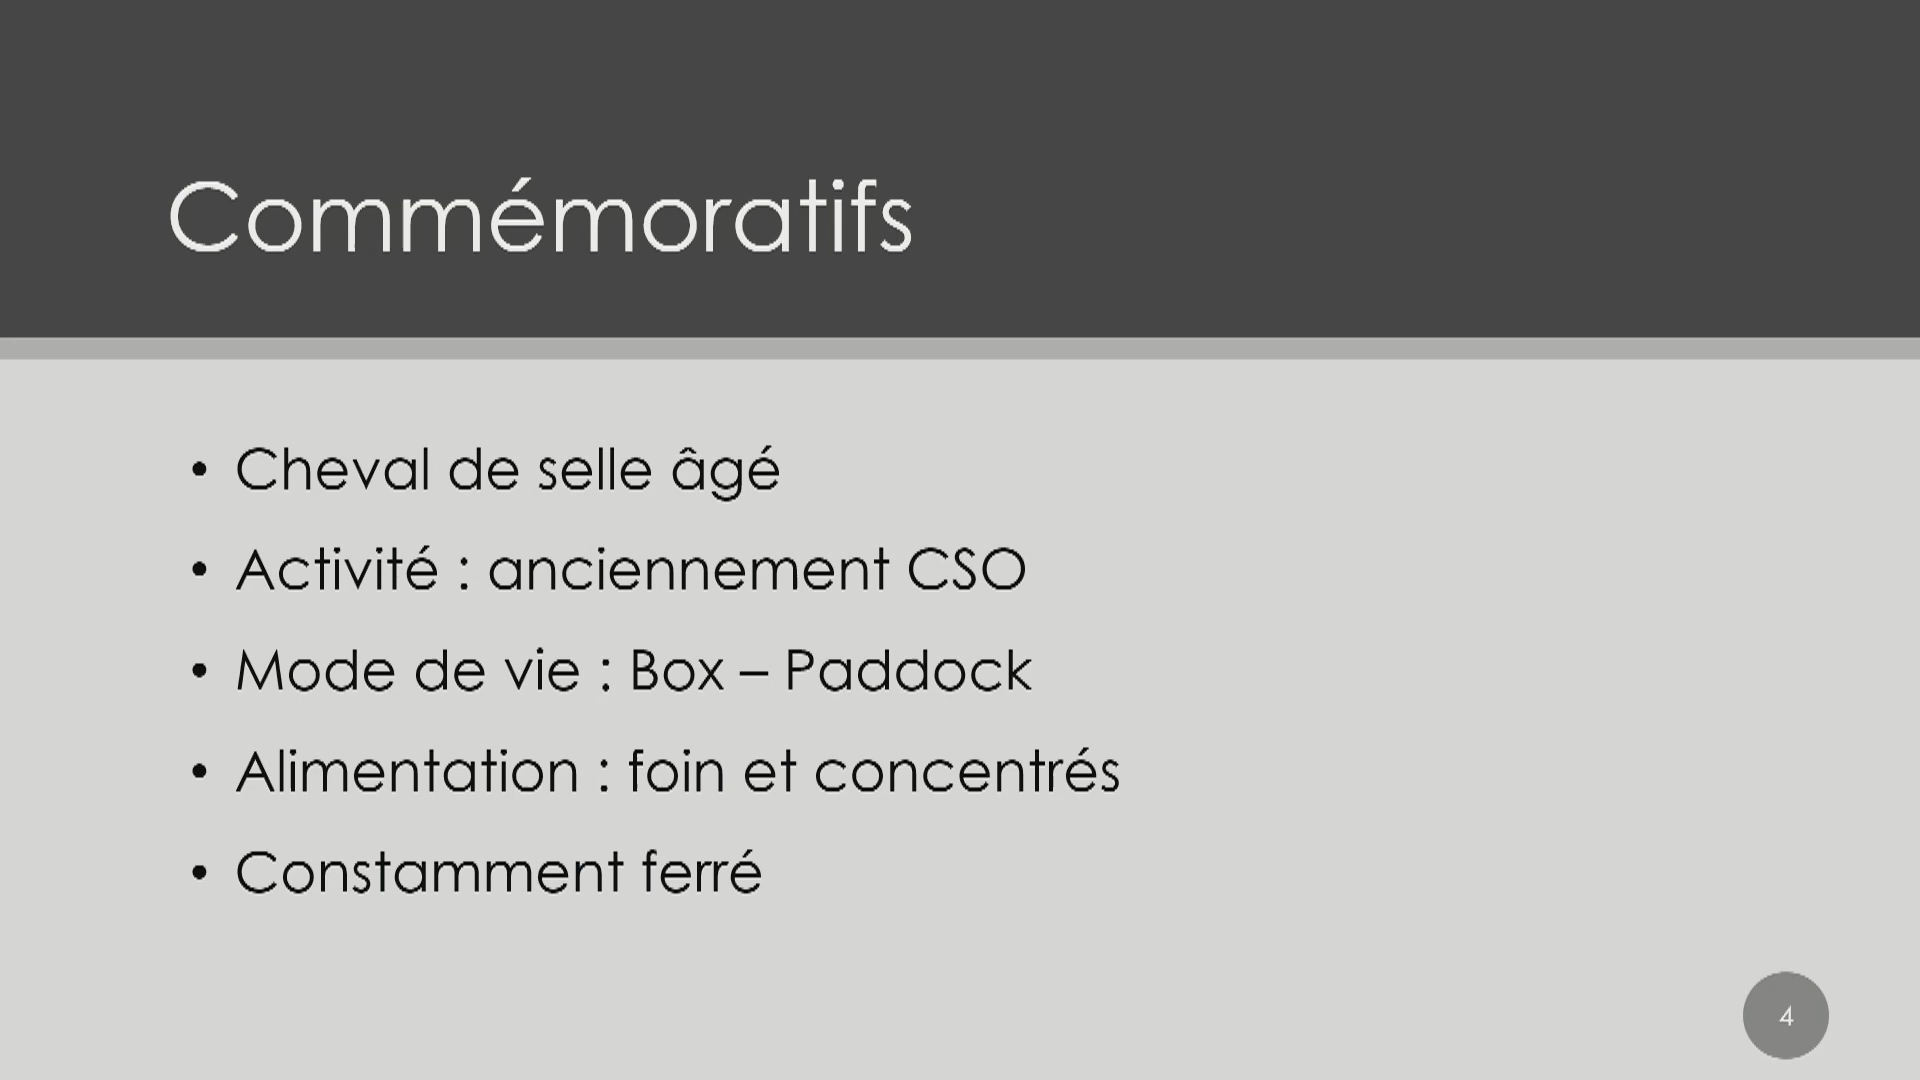 Commémoratifs
• Cheval de selle âgé
• Activité : anciennement CSO
• Mode de vie : Box – Paddock
• Alimentation : foin et concentrés
• Constamment ferré
4